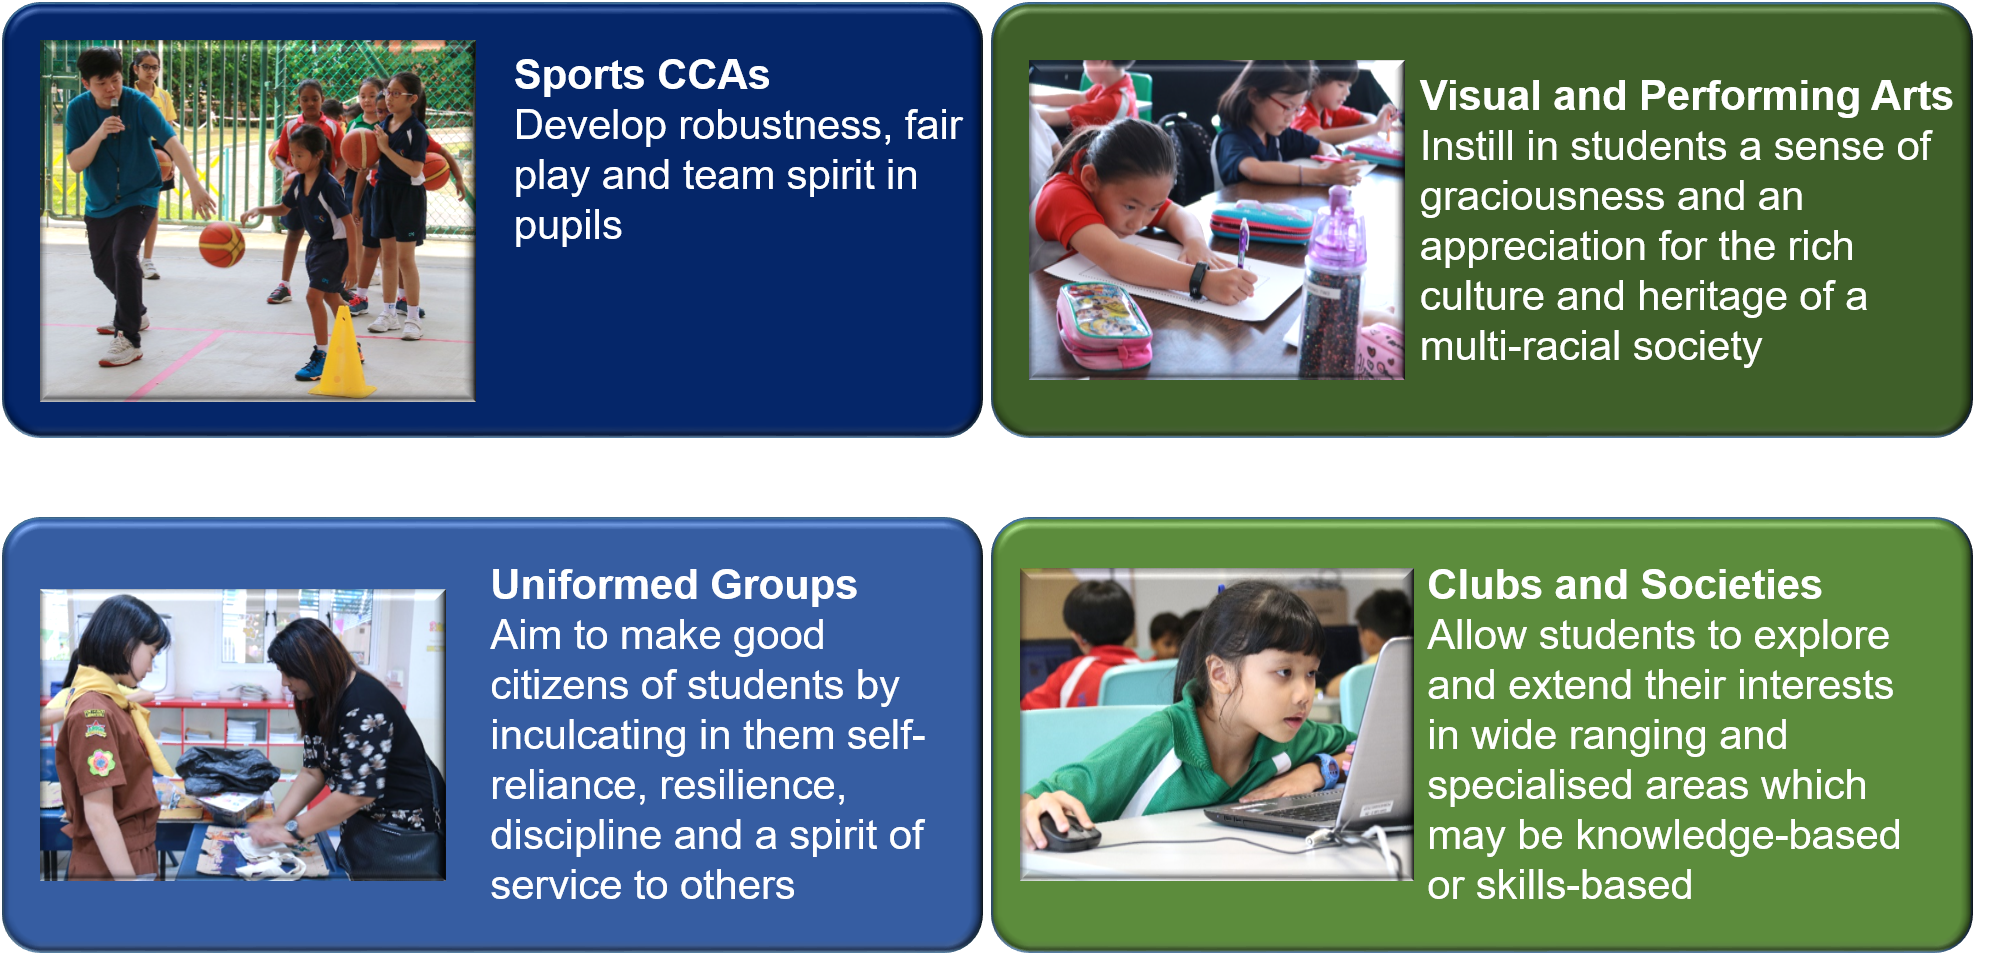 Sports CCAs
Develop robustness, fair
play and team spirit in
pupils
Visual and Performing Arts
Instill in students a sense of
graciousness and an
appreciation for the rich
culture and heritage of a
multi-racial society
Uniformed Groups
Aim to make good
citizens of students by
inculcating in them self-
reliance, resilience,
discipline and a spirit of
service to others
Clubs and Societies
Allow students to explore
and extend their interests
in wide ranging and
specialised areas which
may be knowledge-based
or skills-based